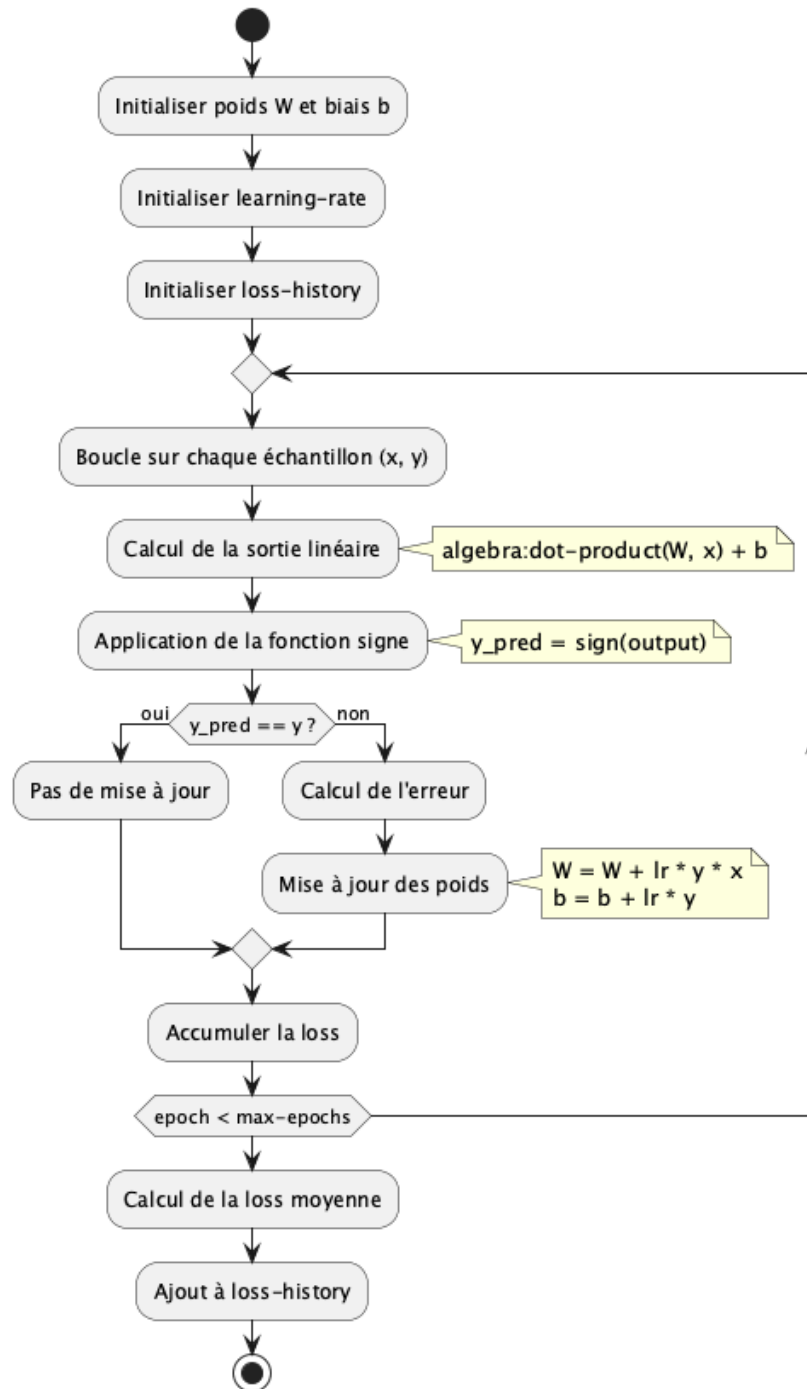 Initialiser poids W et biais b
Initialiser learning-rate
Initialiser loss-history
Boucle sur chaque échantillon (x, y)
Calcul de la sortie linéaire
algebra:dot-product(W, x) + b
Application de la fonction signe
y_pred = sign(output)
oui
y_pred == y ?
non
Pas de mise à jour
Calcul de l'erreur
Mise à jour des poids
W = W + lr * y * x
b = b + lr * y
Accumuler la loss
epoch < max-epochs
Calcul de la loss moyenne
Ajout à loss-history